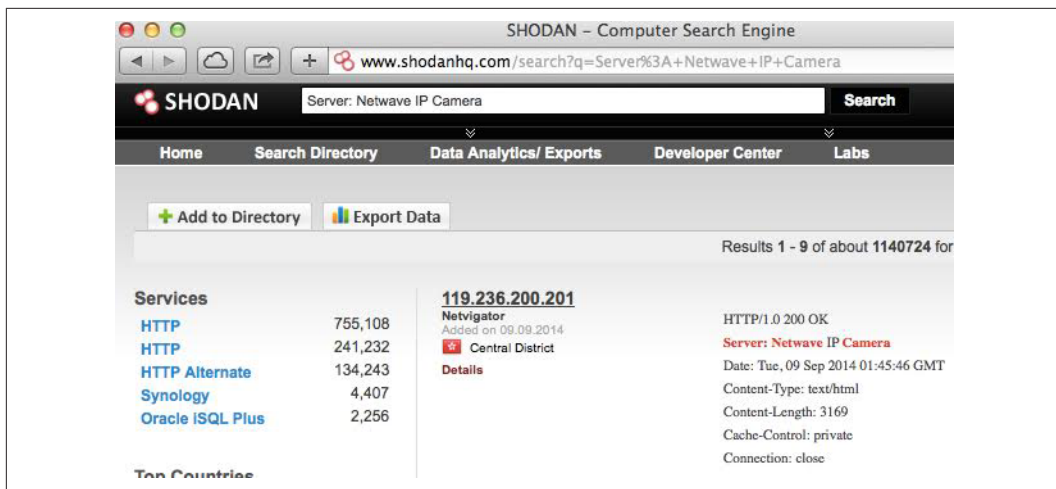 SHODAN – Computer Search Engine
www.shodanhq.com/search?q=Server%3A+Netwave+IP+Camera
SHODAN
Server: Netwave IP Camera
Search
Home
Search Directory
Data Analytics/ Exports
Developer Center
Labs
Add to Directory
Export Data
Results 1 - 9 of about 1140724 for
Services
HTTP 755,108
HTTP 241,232
HTTP Alternate 134,243
Synology 4,407
Oracle iSQL Plus 2,256
Top Countries
119.236.200.201
Netvigator
Added on 09.09.2014
Central District
Details
HTTP/1.0 200 OK
Server: Netwave IP Camera
Date: Tue, 09 Sep 2014 01:45:46 GMT
Content-Type: text/html
Content-Length: 3169
Cache-Control: private
Connection: close